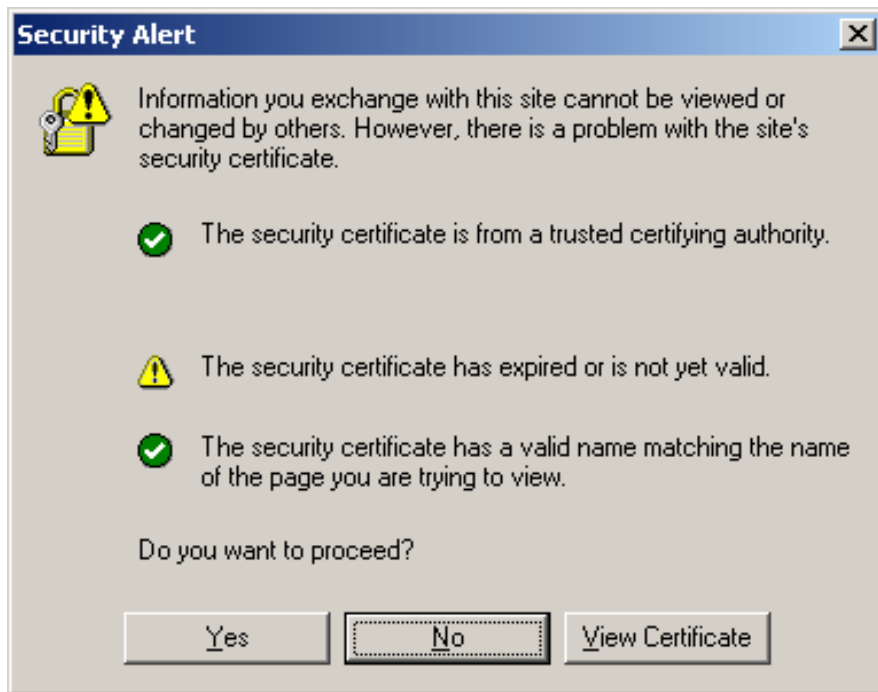 Security Alert
Information you exchange with this site cannot be viewed or
changed by others. However, there is a problem with the site's
security certificate.
The security certificate is from a trusted certifying authority.
The security certificate has expired or is not yet valid.
The security certificate has a valid name matching the name
of the page you are trying to view.
Do you want to proceed?
Yes
No
View Certificate